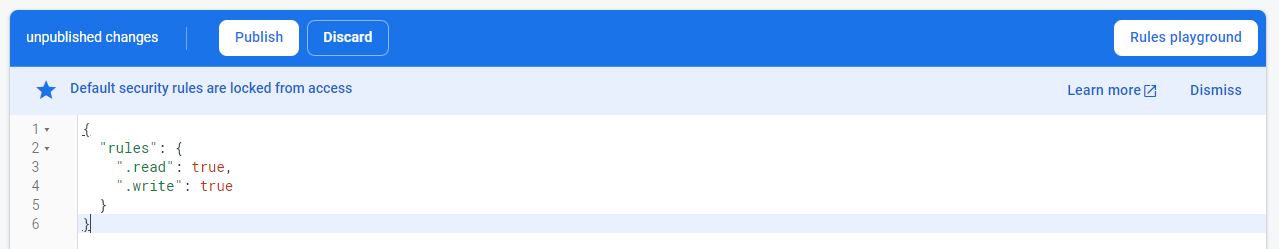 unpublished changes Publish Discard Rules playground
Default security rules are locked from access Learn more Dismiss
1 {
2 "rules": {
3 ".read": true,
4 ".write": true
5 }
6 }